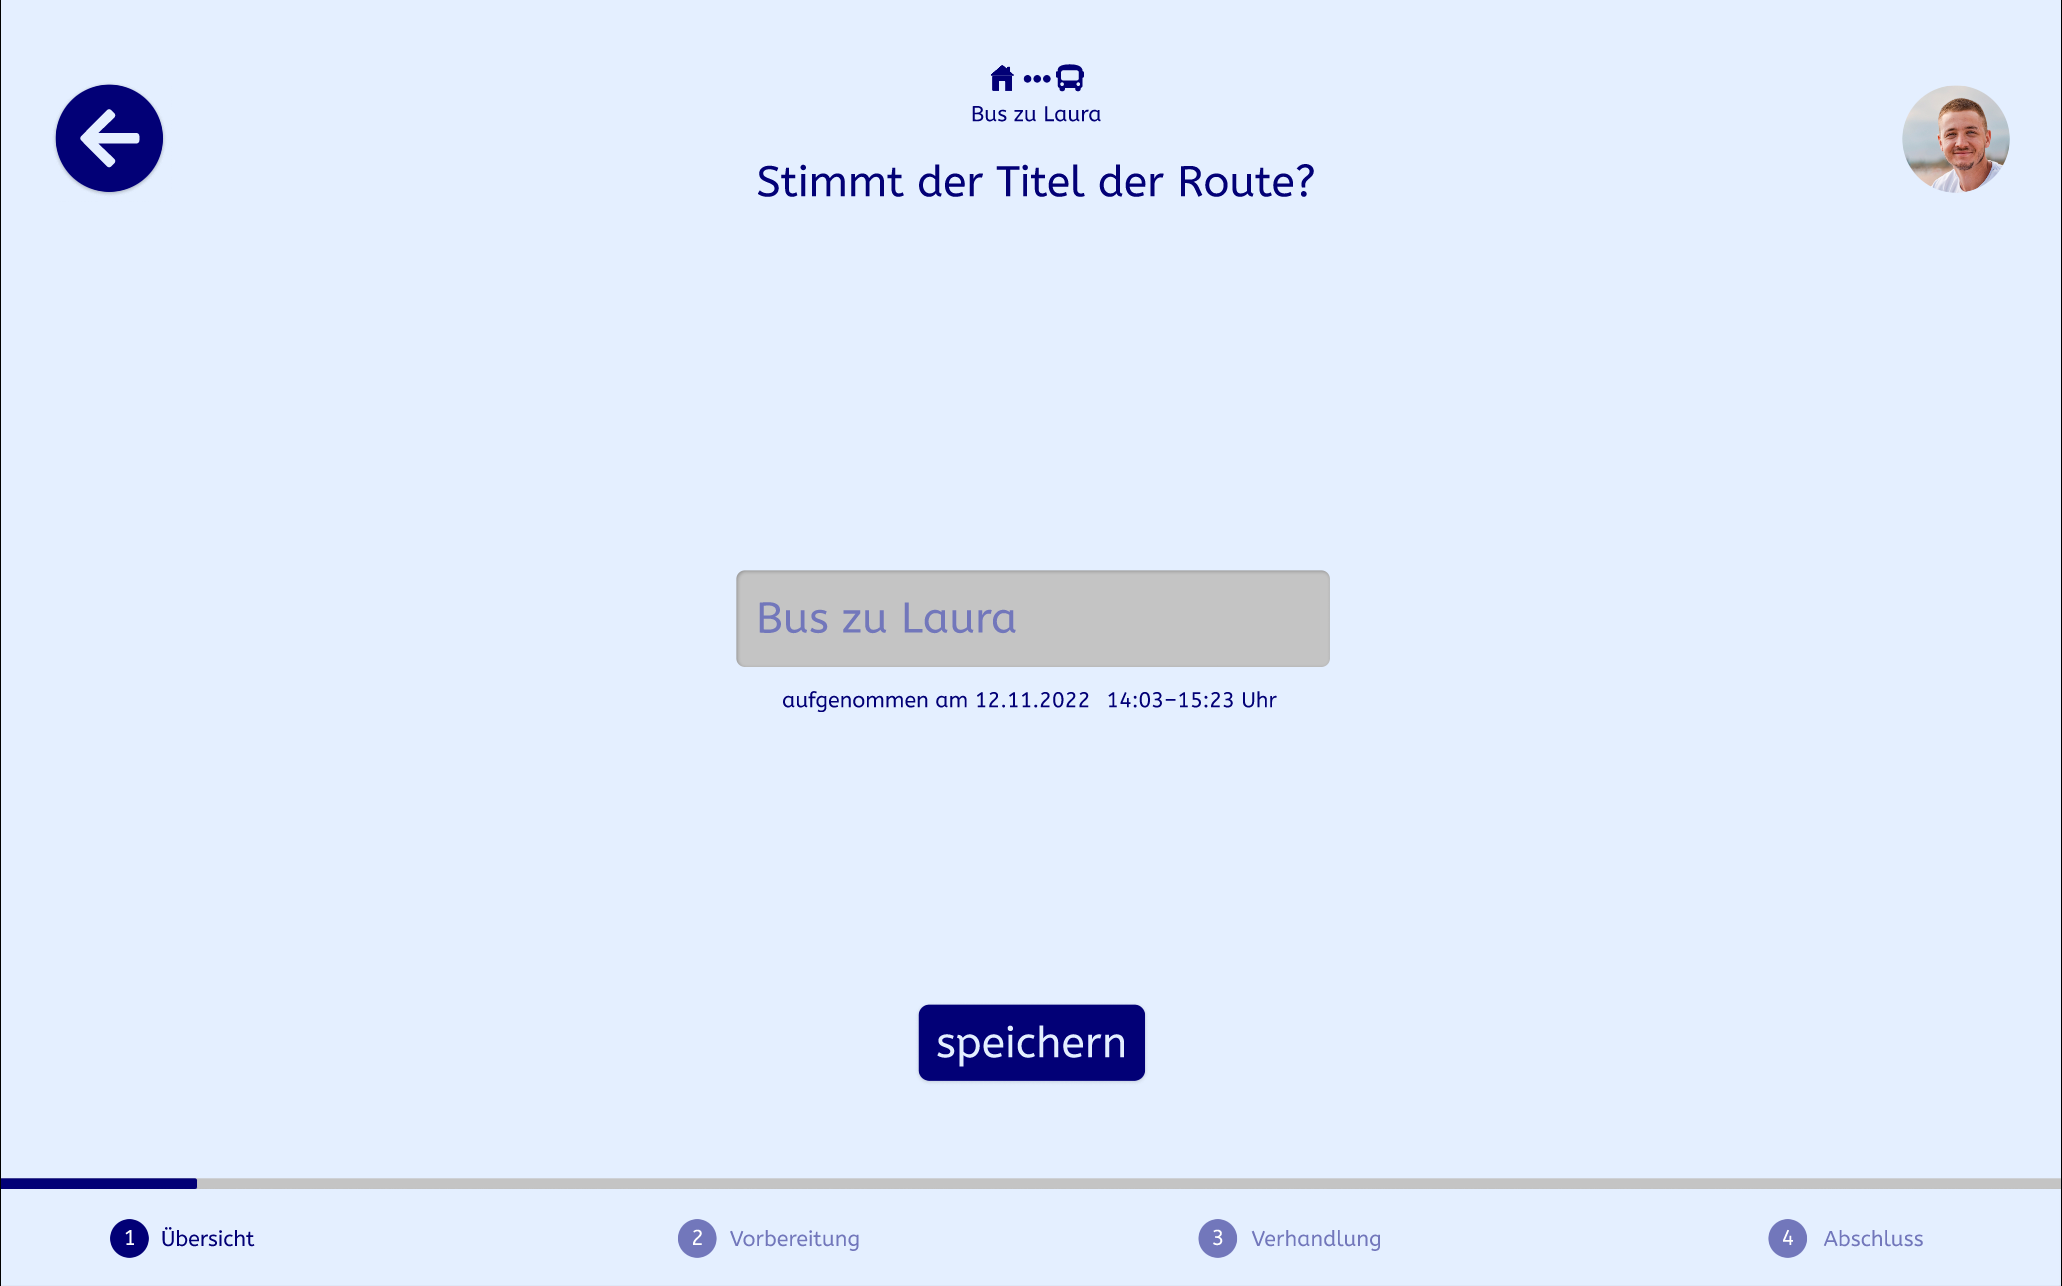 Bus zu Laura
Stimmt der Titel der Route?
Bus zu Laura
aufgenommen am 12.11.2022 14:03–15:23 Uhr
speichern
1 Übersicht
2 Vorbereitung
3 Verhandlung
4 Abschluss